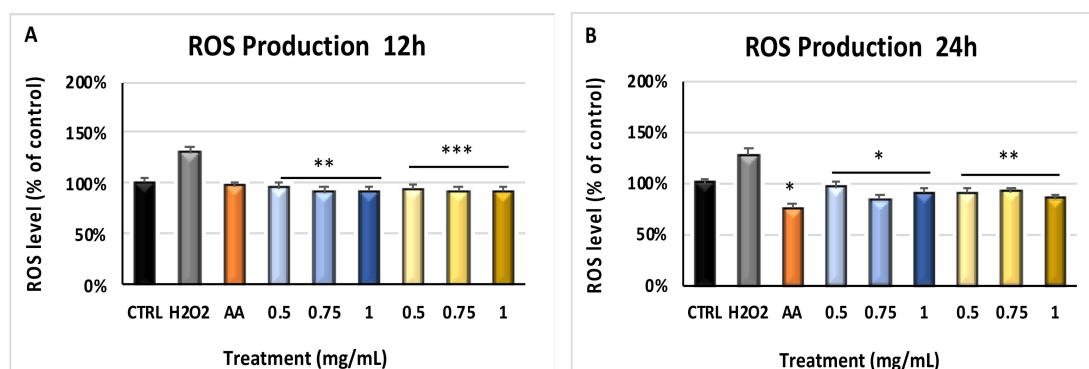 A
ROS Production 12h
ROS level (% of control)
200%
150%
100%
50%
0%
**
***
CTRL H2O2 AA 0.5 0.75 1 0.5 0.75 1
Treatment (mg/mL)
B
ROS Production 24h
ROS level (% of control)
200%
150%
100%
50%
0%
*
*
**
CTRL H2O2 AA 0.5 0.75 1 0.5 0.75 1
Treatment (mg/mL)